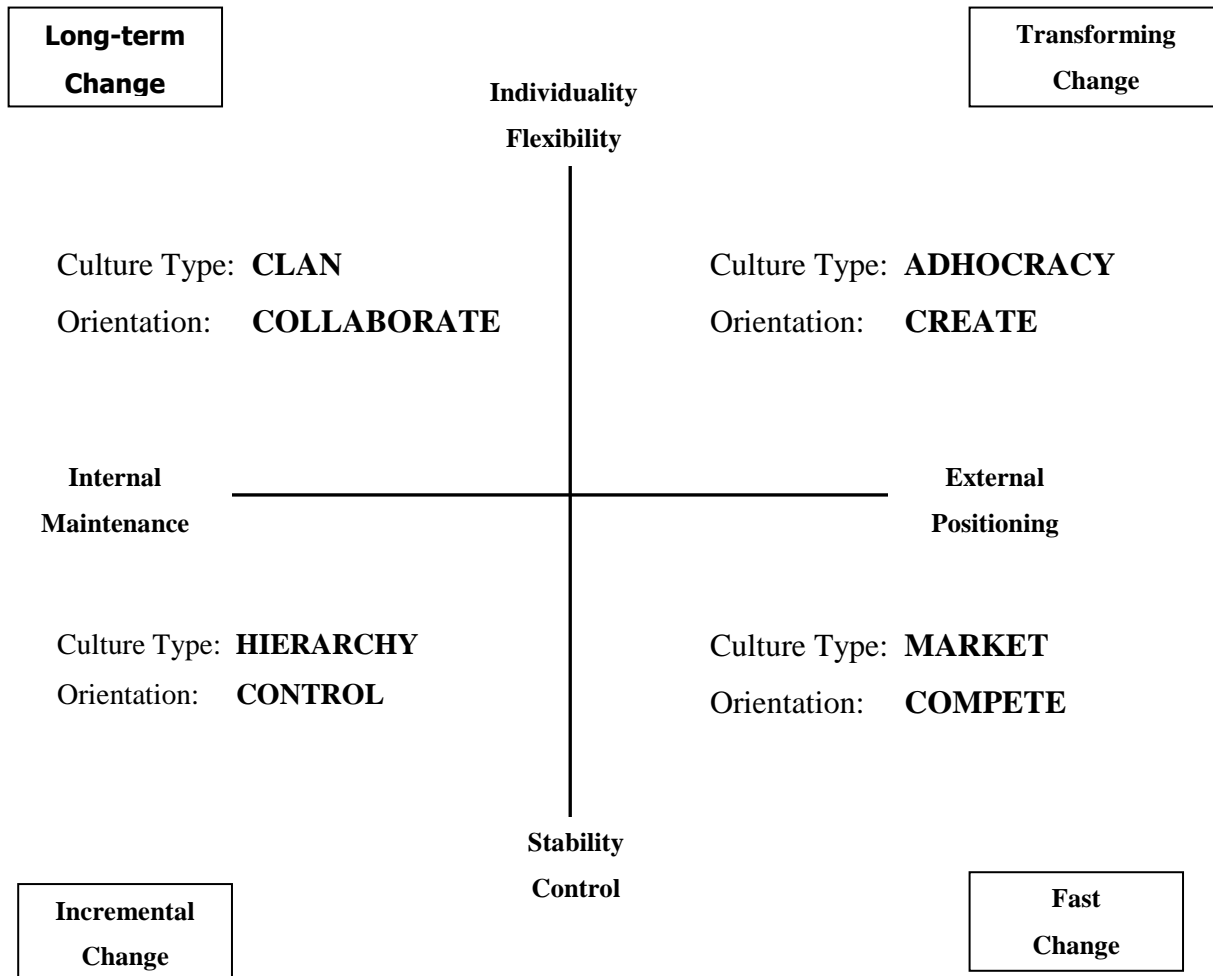 Long-term
Change
Transforming
Change
Individuality
Flexibility
Culture Type: CLAN
Orientation: COLLABORATE
Culture Type: ADHOCRACY
Orientation: CREATE
Internal
Maintenance
External
Positioning
Culture Type: HIERARCHY
Orientation: CONTROL
Culture Type: MARKET
Orientation: COMPETE
Stability
Control
Incremental
Change
Fast
Change